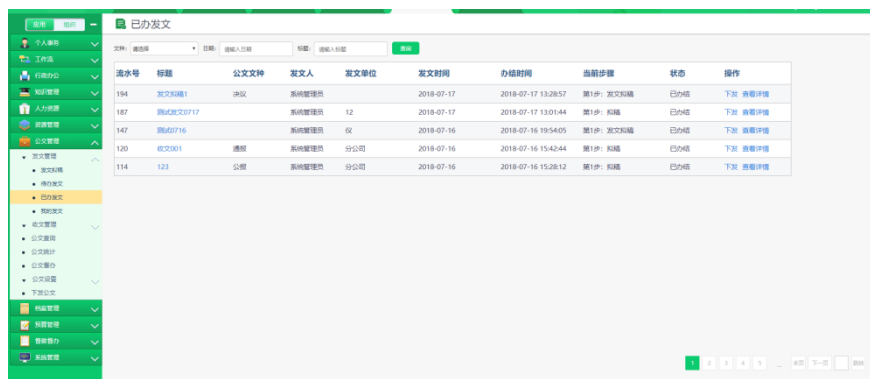 应用 知识
已办发文
个人事务
工作流
行政办公
知识管理
人力资源
资源管理
公文管理
发文管理
发文拟稿
待办发文
已办发文
我的发文
收文管理
公文查询
公文统计
公文督办
公文设置
下发公文
档案管理
预算管理
督察督办
系统管理
文种: 请选择 日期: 请输入日期 标题: 请输入标题 查询
流水号 标题 公文文种 发文人 发文单位 发文时间 办结时间 当前步骤 状态 操作
194 发文拟稿1 决议 系统管理员 2018-07-17 2018-07-17 13:28:57 第1步: 发文拟稿 已办结 下发 查看详情
187 测试发文0717 系统管理员 12 2018-07-17 2018-07-17 13:01:44 第1步: 拟稿 已办结 下发 查看详情
147 测试0716 系统管理员 仪 2018-07-16 2018-07-16 19:54:05 第1步: 发文拟稿 已办结 下发 查看详情
120 收文001 通报 系统管理员 分公司 2018-07-16 2018-07-16 15:42:44 第1步: 拟稿 已办结 下发 查看详情
114 123 公报 系统管理员 分公司 2018-07-16 2018-07-16 15:28:12 第1步: 拟稿 已办结 下发 查看详情
1 2 3 4 5 ... 末页 下一页 跳转